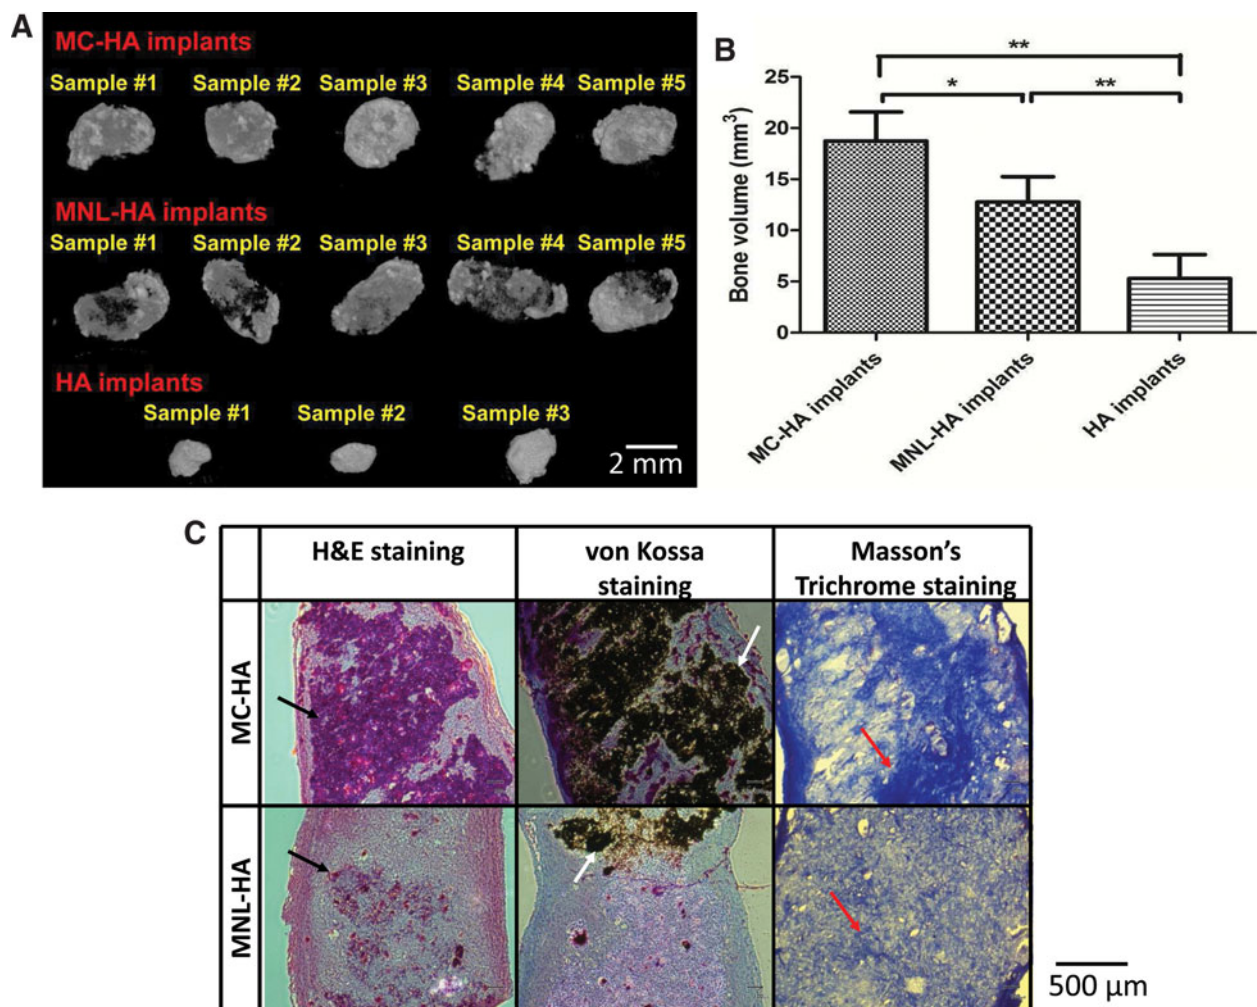 A
MC-HA implants
Sample #1 Sample #2 Sample #3 Sample #4 Sample #5
MNL-HA implants
Sample #1 Sample #2 Sample #3 Sample #4 Sample #5
HA implants
Sample #1 Sample #2 Sample #3
2 mm
B
**
* **
25
20
15
10
5
0
Bone volume (mm³)
MC-HA implants
MNL-HA implants
HA implants
C
H&E staining
von Kossa
staining
Masson's
Trichrome staining
MC-HA
MNL-HA
500 µm